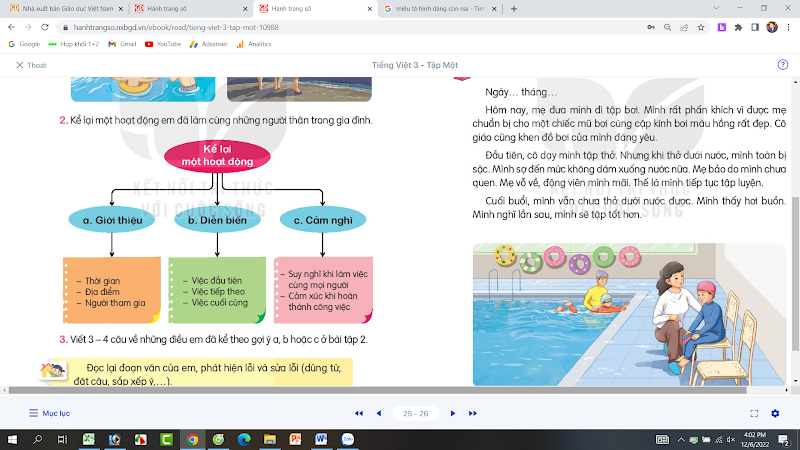 Nhà xuất bản Giáo dục Việt Nam
Hành trang số
Hành trang số
miêu tả hình dáng con nai - Tìm
hanhtrangso.nxbgd.vn/ebook/read/tieng-viet-3-tap-mot-10988
Google
Họp khối 1+2
Gmail
YouTube
Adsenser
Analytics
Thoát
Tiếng Việt 3 - Tập Một
2. Kể lại một hoạt động em đã làm cùng những người thân trong gia đình.
Kể lại
một hoạt động
KẾT NỐI TRI THỨC
VỚI CUỘC SỐNG
a. Giới thiệu
b. Diễn biến
c. Cảm nghĩ
– Thời gian
– Địa điểm
– Người tham gia
– Việc đầu tiên
– Việc tiếp theo
– Việc cuối cùng
– Suy nghĩ khi làm việc
cùng mọi người
– Cảm xúc khi hoàn
thành công việc
3. Viết 3 – 4 câu về những điều em đã kể theo gợi ý a, b hoặc c ở bài tập 2.
Đọc lại đoạn văn của em, phát hiện lỗi và sửa lỗi (dùng từ,
đặt câu, sắp xếp ý,...).
Ngày... tháng...
Hôm nay, mẹ đưa mình đi tập bơi. Mình rất phấn khích vì được mẹ
chuẩn bị cho một chiếc mũ bơi cùng cặp kính bơi màu hồng rất đẹp. Cô
giáo cũng khen đồ bơi của mình đáng yêu.
Đầu tiên, cô dạy mình tập thở. Nhưng khi thở dưới nước, mình toàn bị
sặc. Mình sợ đến mức không dám xuống nước nữa. Mẹ bảo do mình chưa
quen. Mẹ vỗ về, động viên mình mãi. Thế là mình tiếp tục tập luyện.
Cuối buổi, mình vẫn chưa thở dưới nước được. Mình thấy hơi buồn.
Mình nghĩ lần sau, mình sẽ tập tốt hơn.
Mục lục
25 - 26
4:02 PM
12/6/2022